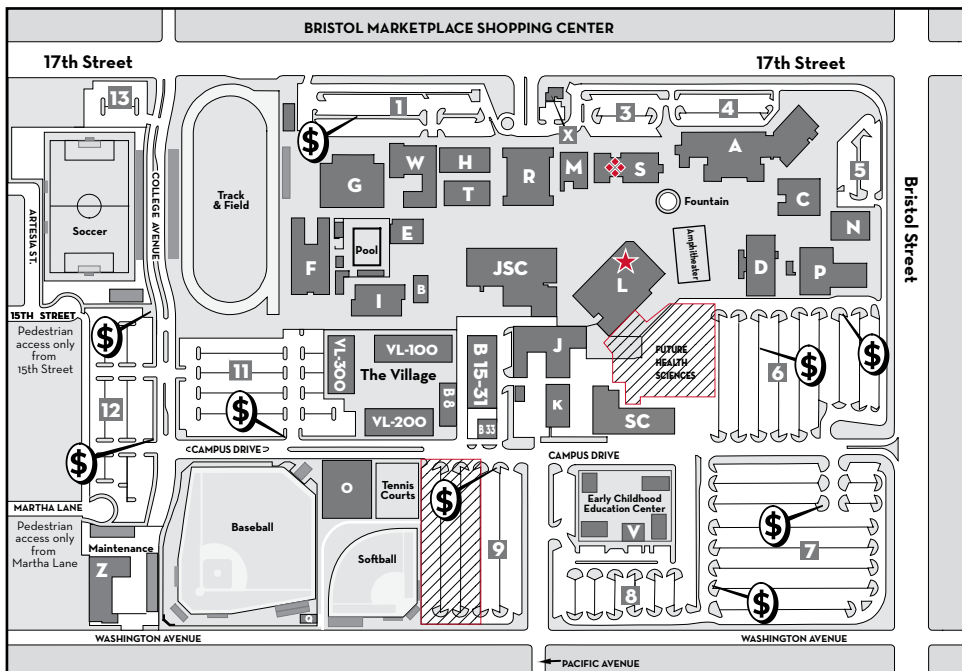 BRISTOL MARKETPLACE SHOPPING CENTER
17th Street
17th Street
13
1
3
4
X
$
5
W
H
G
T
R
M
S
A
C
N
COLLEGE AVENUE
ARTESIA ST.
Soccer
Track
& Field
Fountain
Bristol Street
Amphitheater
F
E
Pool
I
B
JSC
L
D
P
15TH STREET
Pedestrian
access only
from
15th Street
$
11
12
$
$
VL-300
VL-100
The Village
VL-200
B 8
B 15-31
B 33
J
K
SC
FUTURE
HEALTH
SCIENCES
6
$
$
CAMPUS DRIVE
CAMPUS DRIVE
MARTHA LANE
Pedestrian
access only
from
Martha Lane
Maintenance
Z
Baseball
O
Tennis
Courts
Softball
Q
$
9
Early Childhood
Education Center
V
8
$
7
$
WASHINGTON AVENUE
WASHINGTON AVENUE
PACIFIC AVENUE